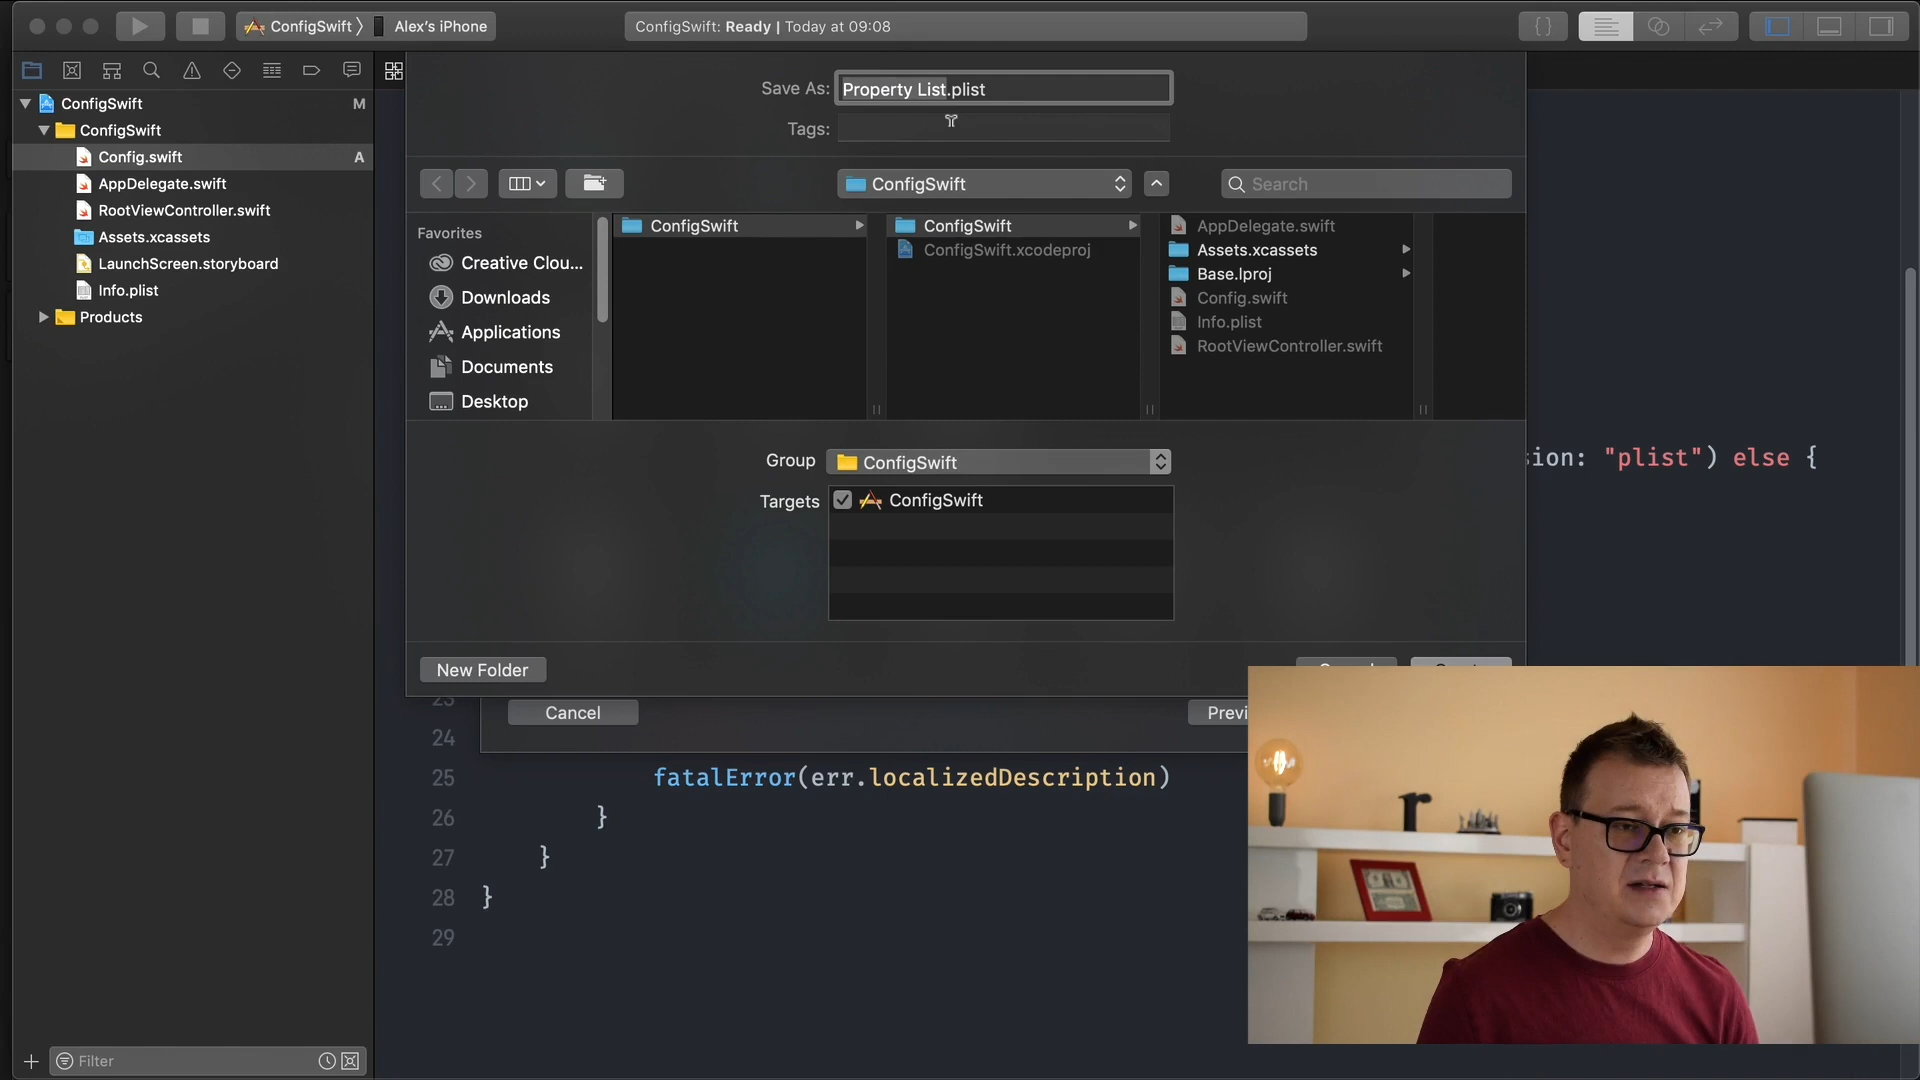 ConfigSwift 〉 Alex's iPhone
ConfigSwift: Ready | Today at 09:08
{}
ConfigSwift M
ConfigSwift
Config.swift A
AppDelegate.swift
RootViewController.swift
Assets.xcassets
LaunchScreen.storyboard
Info.plist
Products
Filter
Save As: Property List.plist
Tags:
ConfigSwift
Search
Favorites
Creative Clou...
Downloads
Applications
Documents
Desktop
ConfigSwift
ConfigSwift
ConfigSwift.xcodeproj
AppDelegate.swift
Assets.xcassets
Base.lproj
Config.swift
Info.plist
RootViewController.swift
Group ConfigSwift
Targets ConfigSwift
New Folder
Cancel Previ
sion: "plist") else {
23
24
25 fatalError(err.localizedDescription)
26 }
27 }
28 }
29